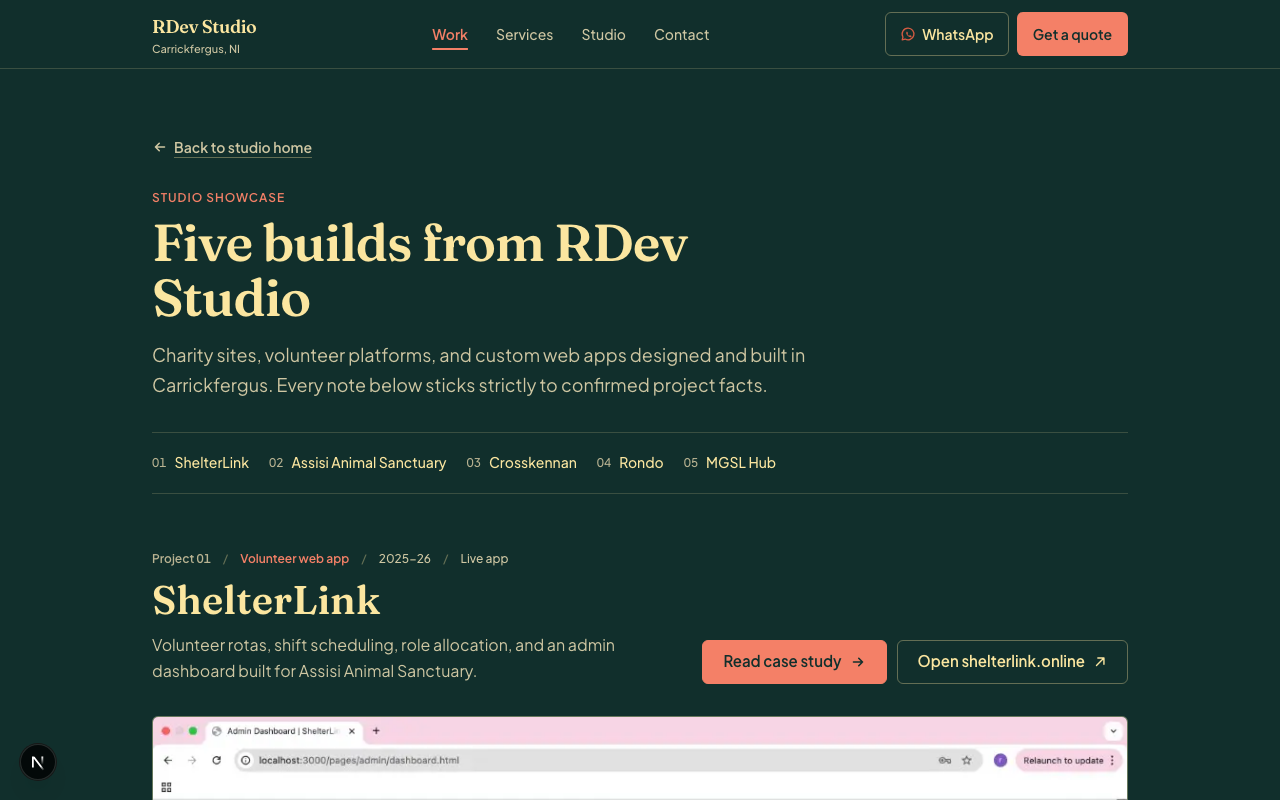 RDev Studio
Carrickfergus, NI
Work
Services
Studio
Contact
WhatsApp
Get a quote
← Back to studio home
STUDIO SHOWCASE
Five builds from RDev
Studio
Charity sites, volunteer platforms, and custom web apps designed and built in
Carrickfergus. Every note below sticks strictly to confirmed project facts.
01 ShelterLink 02 Assisi Animal Sanctuary 03 Crosskennan 04 Rondo 05 MGSL Hub
Project 01 / Volunteer web app / 2025–26 / Live app
ShelterLink
Volunteer rotas, shift scheduling, role allocation, and an admin
dashboard built for Assisi Animal Sanctuary.
Read case study →
Open shelterlink.online ↗
Admin Dashboard | ShelterL
localhost:3000/pages/admin/dashboard.html
Relaunch to update
N